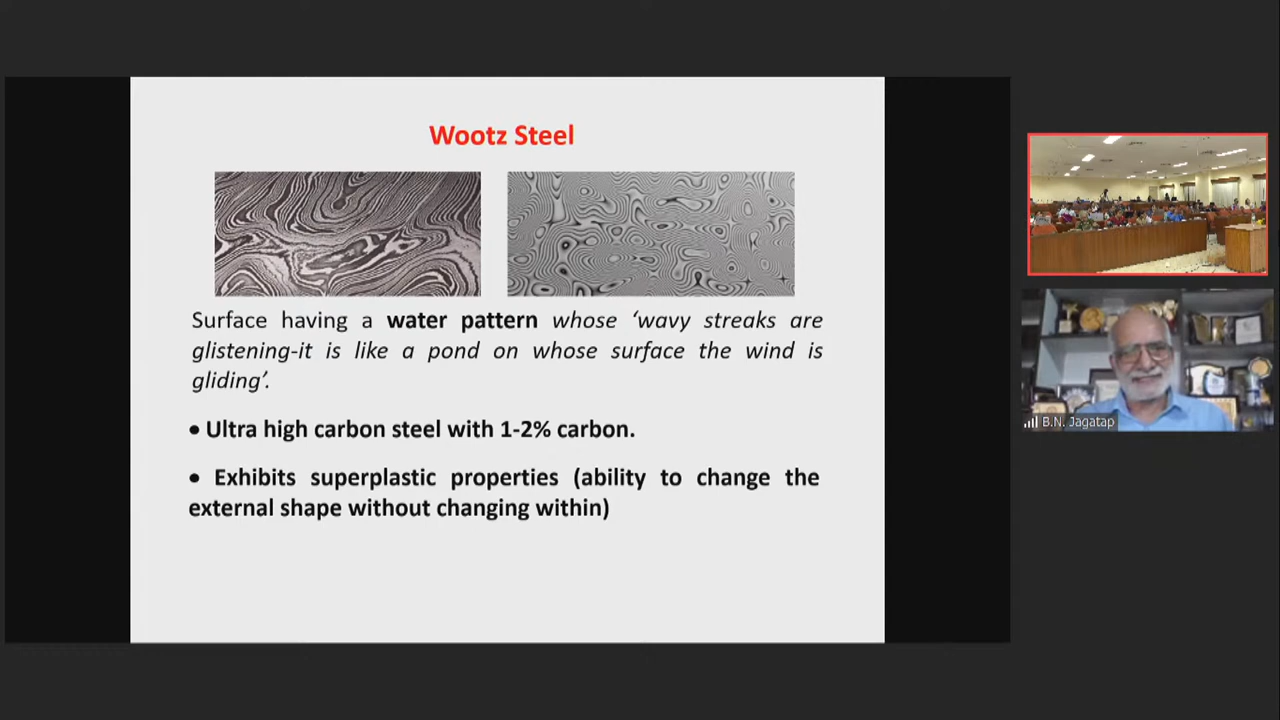 Wootz Steel
Surface having a water pattern whose ‘wavy streaks are
glistening-it is like a pond on whose surface the wind is
gliding’.
• Ultra high carbon steel with 1-2% carbon.
• Exhibits superplastic properties (ability to change the
external shape without changing within)
B.N. Jagatap